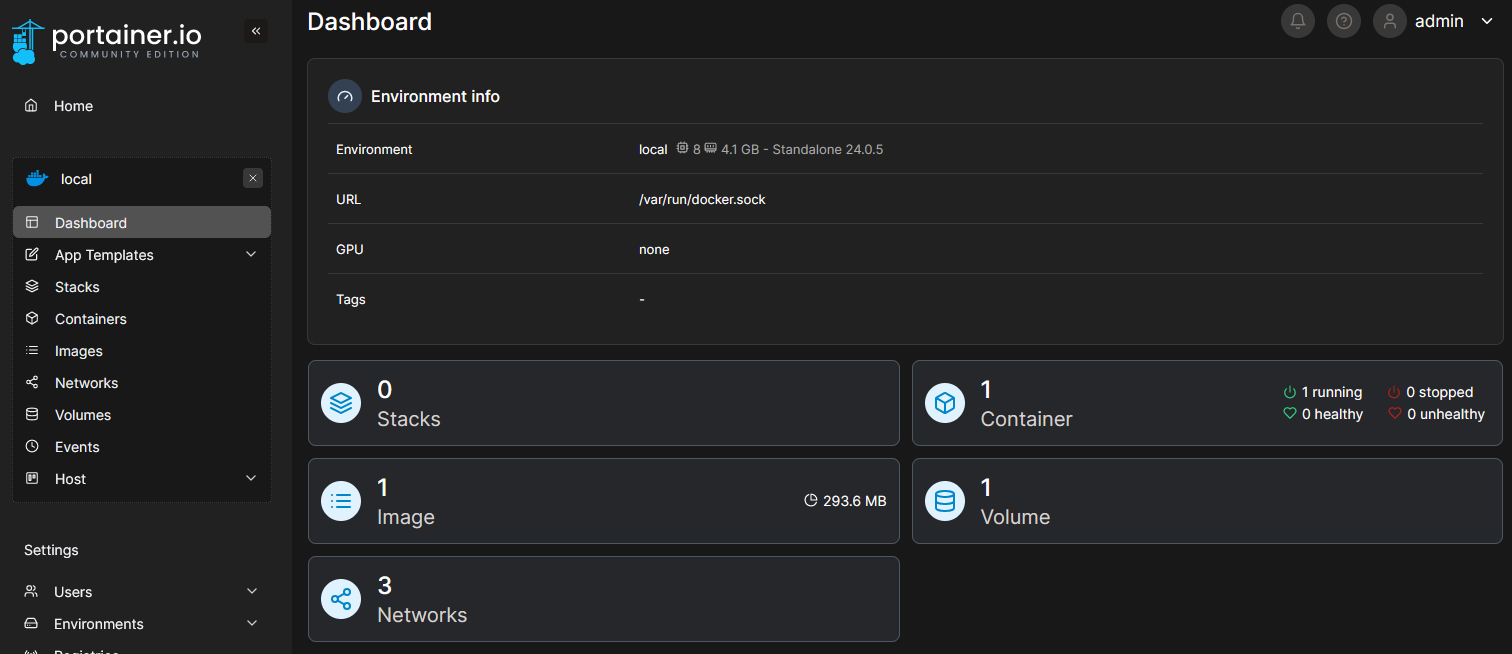 portainer.io
COMMUNITY EDITION
«
Home
local
Dashboard
App Templates
Stacks
Containers
Images
Networks
Volumes
Events
Host
Settings
Users
Environments
Registries
Dashboard
admin
Environment info
Environment local 8 4.1 GB - Standalone 24.0.5
URL /var/run/docker.sock
GPU none
Tags -
0
Stacks
1
Container
1 running 0 stopped
0 healthy 0 unhealthy
1
Image
293.6 MB
1
Volume
3
Networks